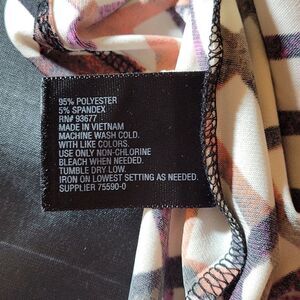 95% POLYESTER
5% SPANDEX
RN# 93677
MADE IN VIETNAM
MACHINE WASH COLD.
WITH LIKE COLORS.
USE ONLY NON-CHLORINE
BLEACH WHEN NEEDED.
TUMBLE DRY LOW.
IRON ON LOWEST SETTING AS NEEDED.
SUPPLIER 75590-0